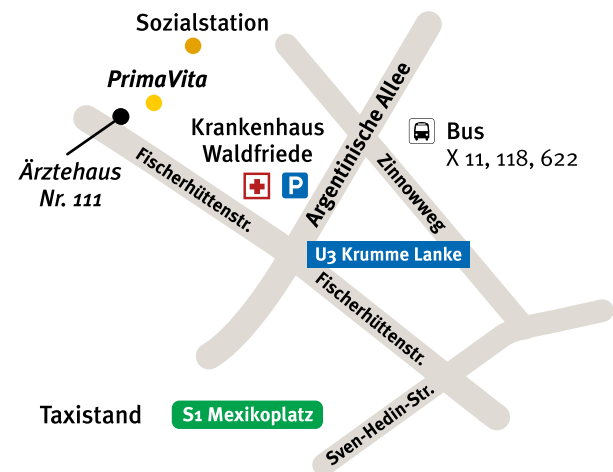 Sozialstation
PrimaVita
Ärztehaus
Nr. 111
Krankenhaus
Waldfriede
P
Fischerhüttenstr.
Argentinische Allee
Bus
X 11, 118, 622
Zinnowweg
U3 Krumme Lanke
Fischerhüttenstr.
Taxistand
S1 Mexikoplatz
Sven-Hedin-Str.